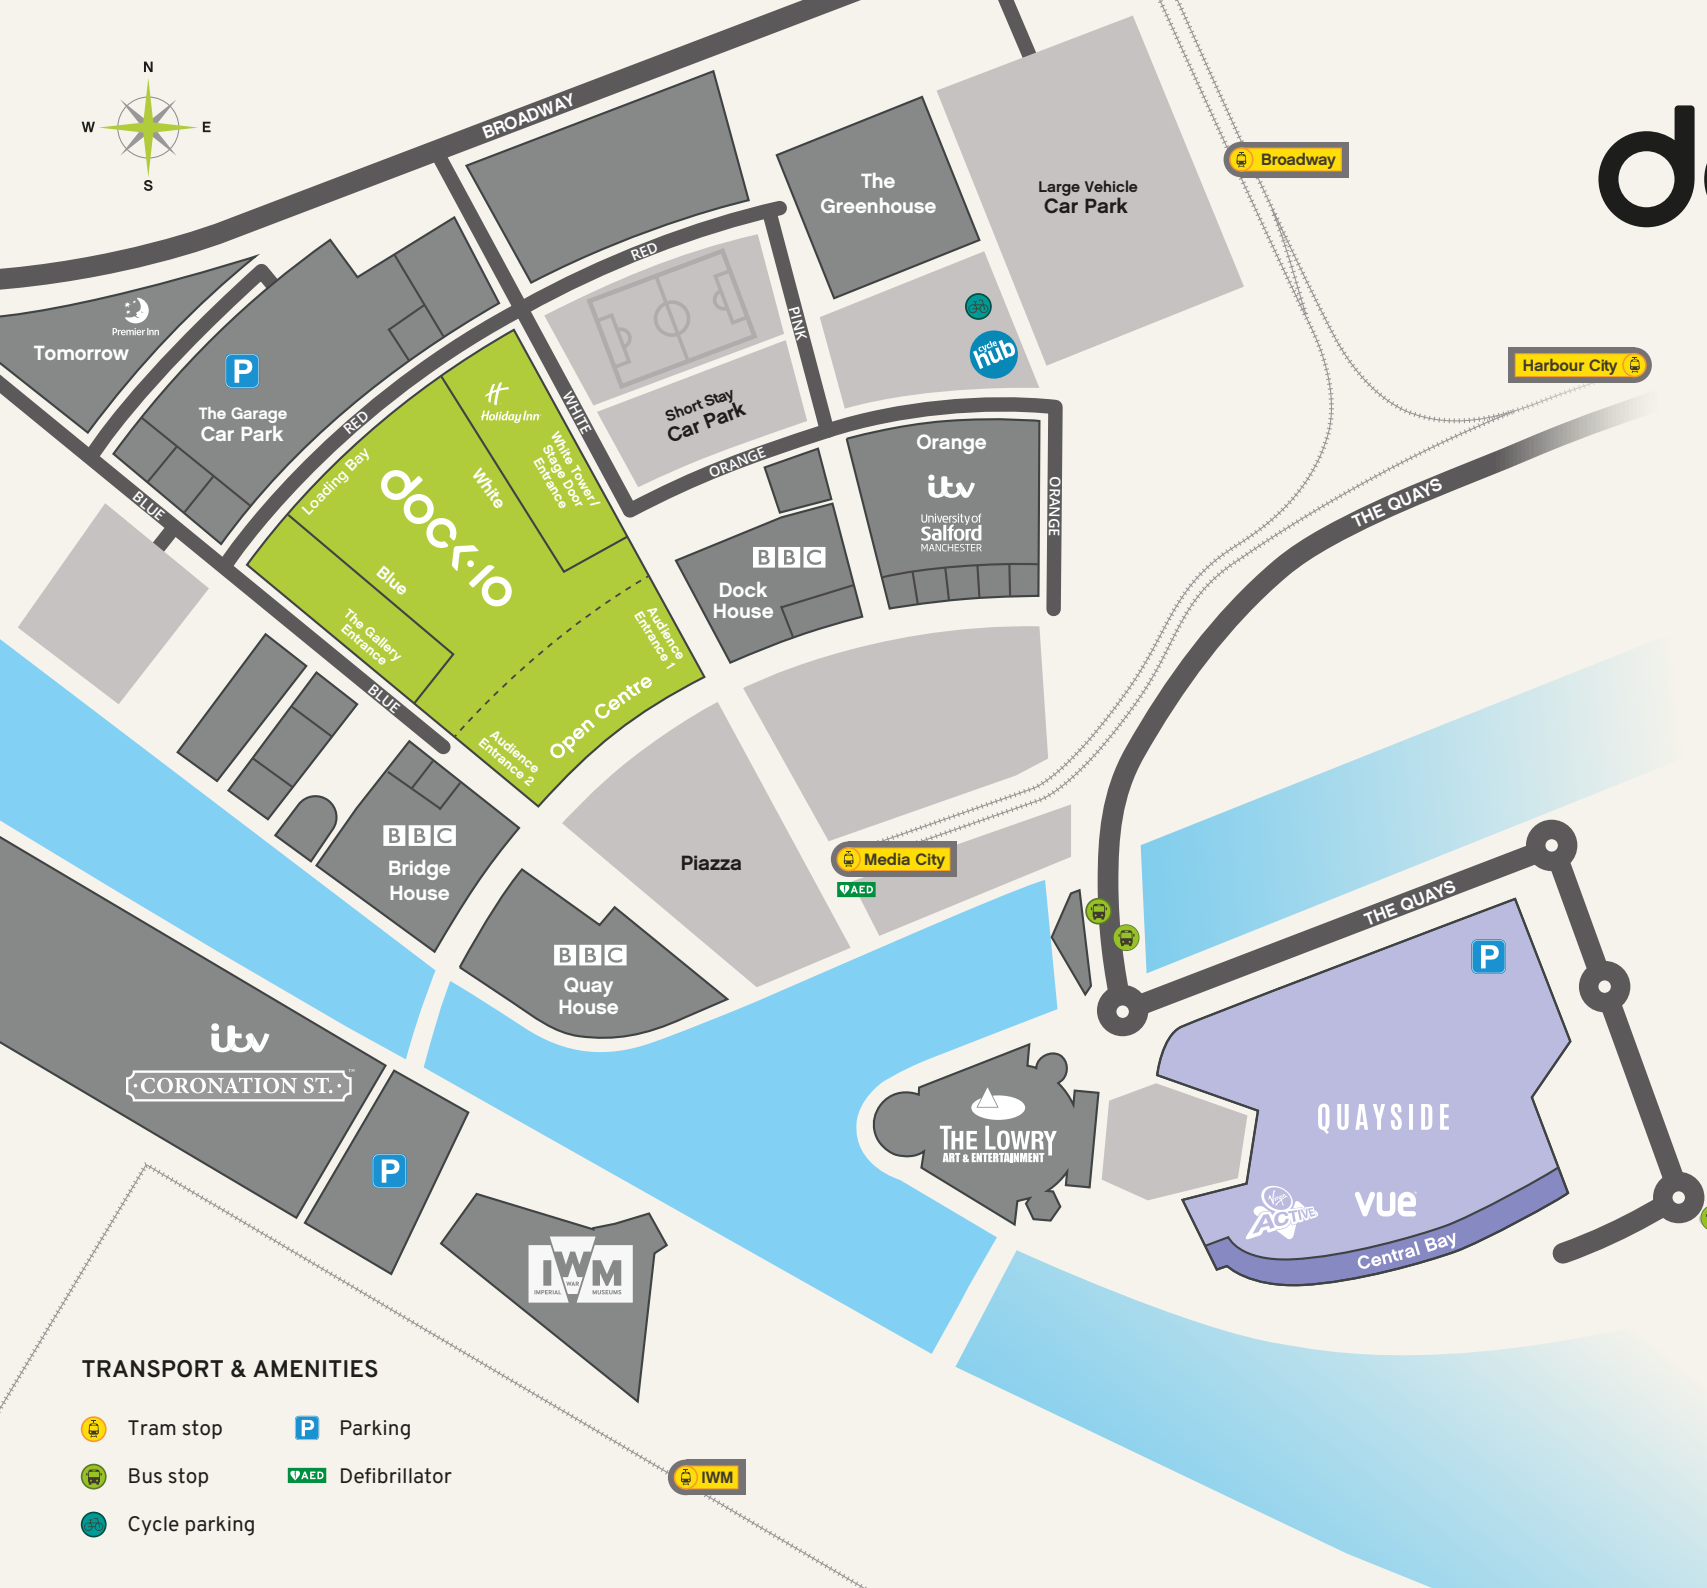 N
W
E
S
BROADWAY
The
Greenhouse
Large Vehicle
Car Park
Broadway
d
RED
Premier Inn
Tomorrow
P
The Garage
Car Park
PINK
cycle
hub
Harbour City
H
Holiday Inn
WHITE
Short Stay
Car Park
RED
ORANGE
Orange
itv
University of
Salford
MANCHESTER
ORANGE
THE QUAYS
Loading Bay
dock10
White
White Tower/
Stage Door
Entrance
BLUE
BBC
Dock
House
Blue
The Gallery
Entrance
Audience
Entrance 1
BLUE
Open Centre
Audience
Entrance 2
BBC
Bridge
House
Piazza
Media City
AED
THE QUAYS
P
BBC
Quay
House
itv
CORONATION ST.™
THE LOWRY
ART & ENTERTAINMENT
QUAYSIDE
P
Virgin
ACTIVE
vue
Central Bay
IWM
IMPERIAL WAR MUSEUMS
TRANSPORT & AMENITIES
Tram stop
P Parking
Bus stop
AED Defibrillator
Cycle parking
IWM